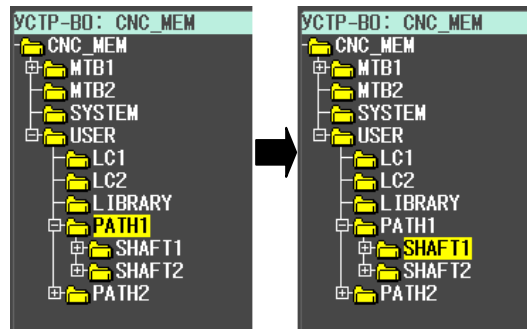 УСТР-ВО: CNC_MEM
CNC_MEM
MTB1
MTB2
SYSTEM
USER
LC1
LC2
LIBRARY
PATH1
SHAFT1
SHAFT2
PATH2
УСТР-ВО: CNC_MEM
CNC_MEM
MTB1
MTB2
SYSTEM
USER
LC1
LC2
LIBRARY
PATH1
SHAFT1
SHAFT2
PATH2